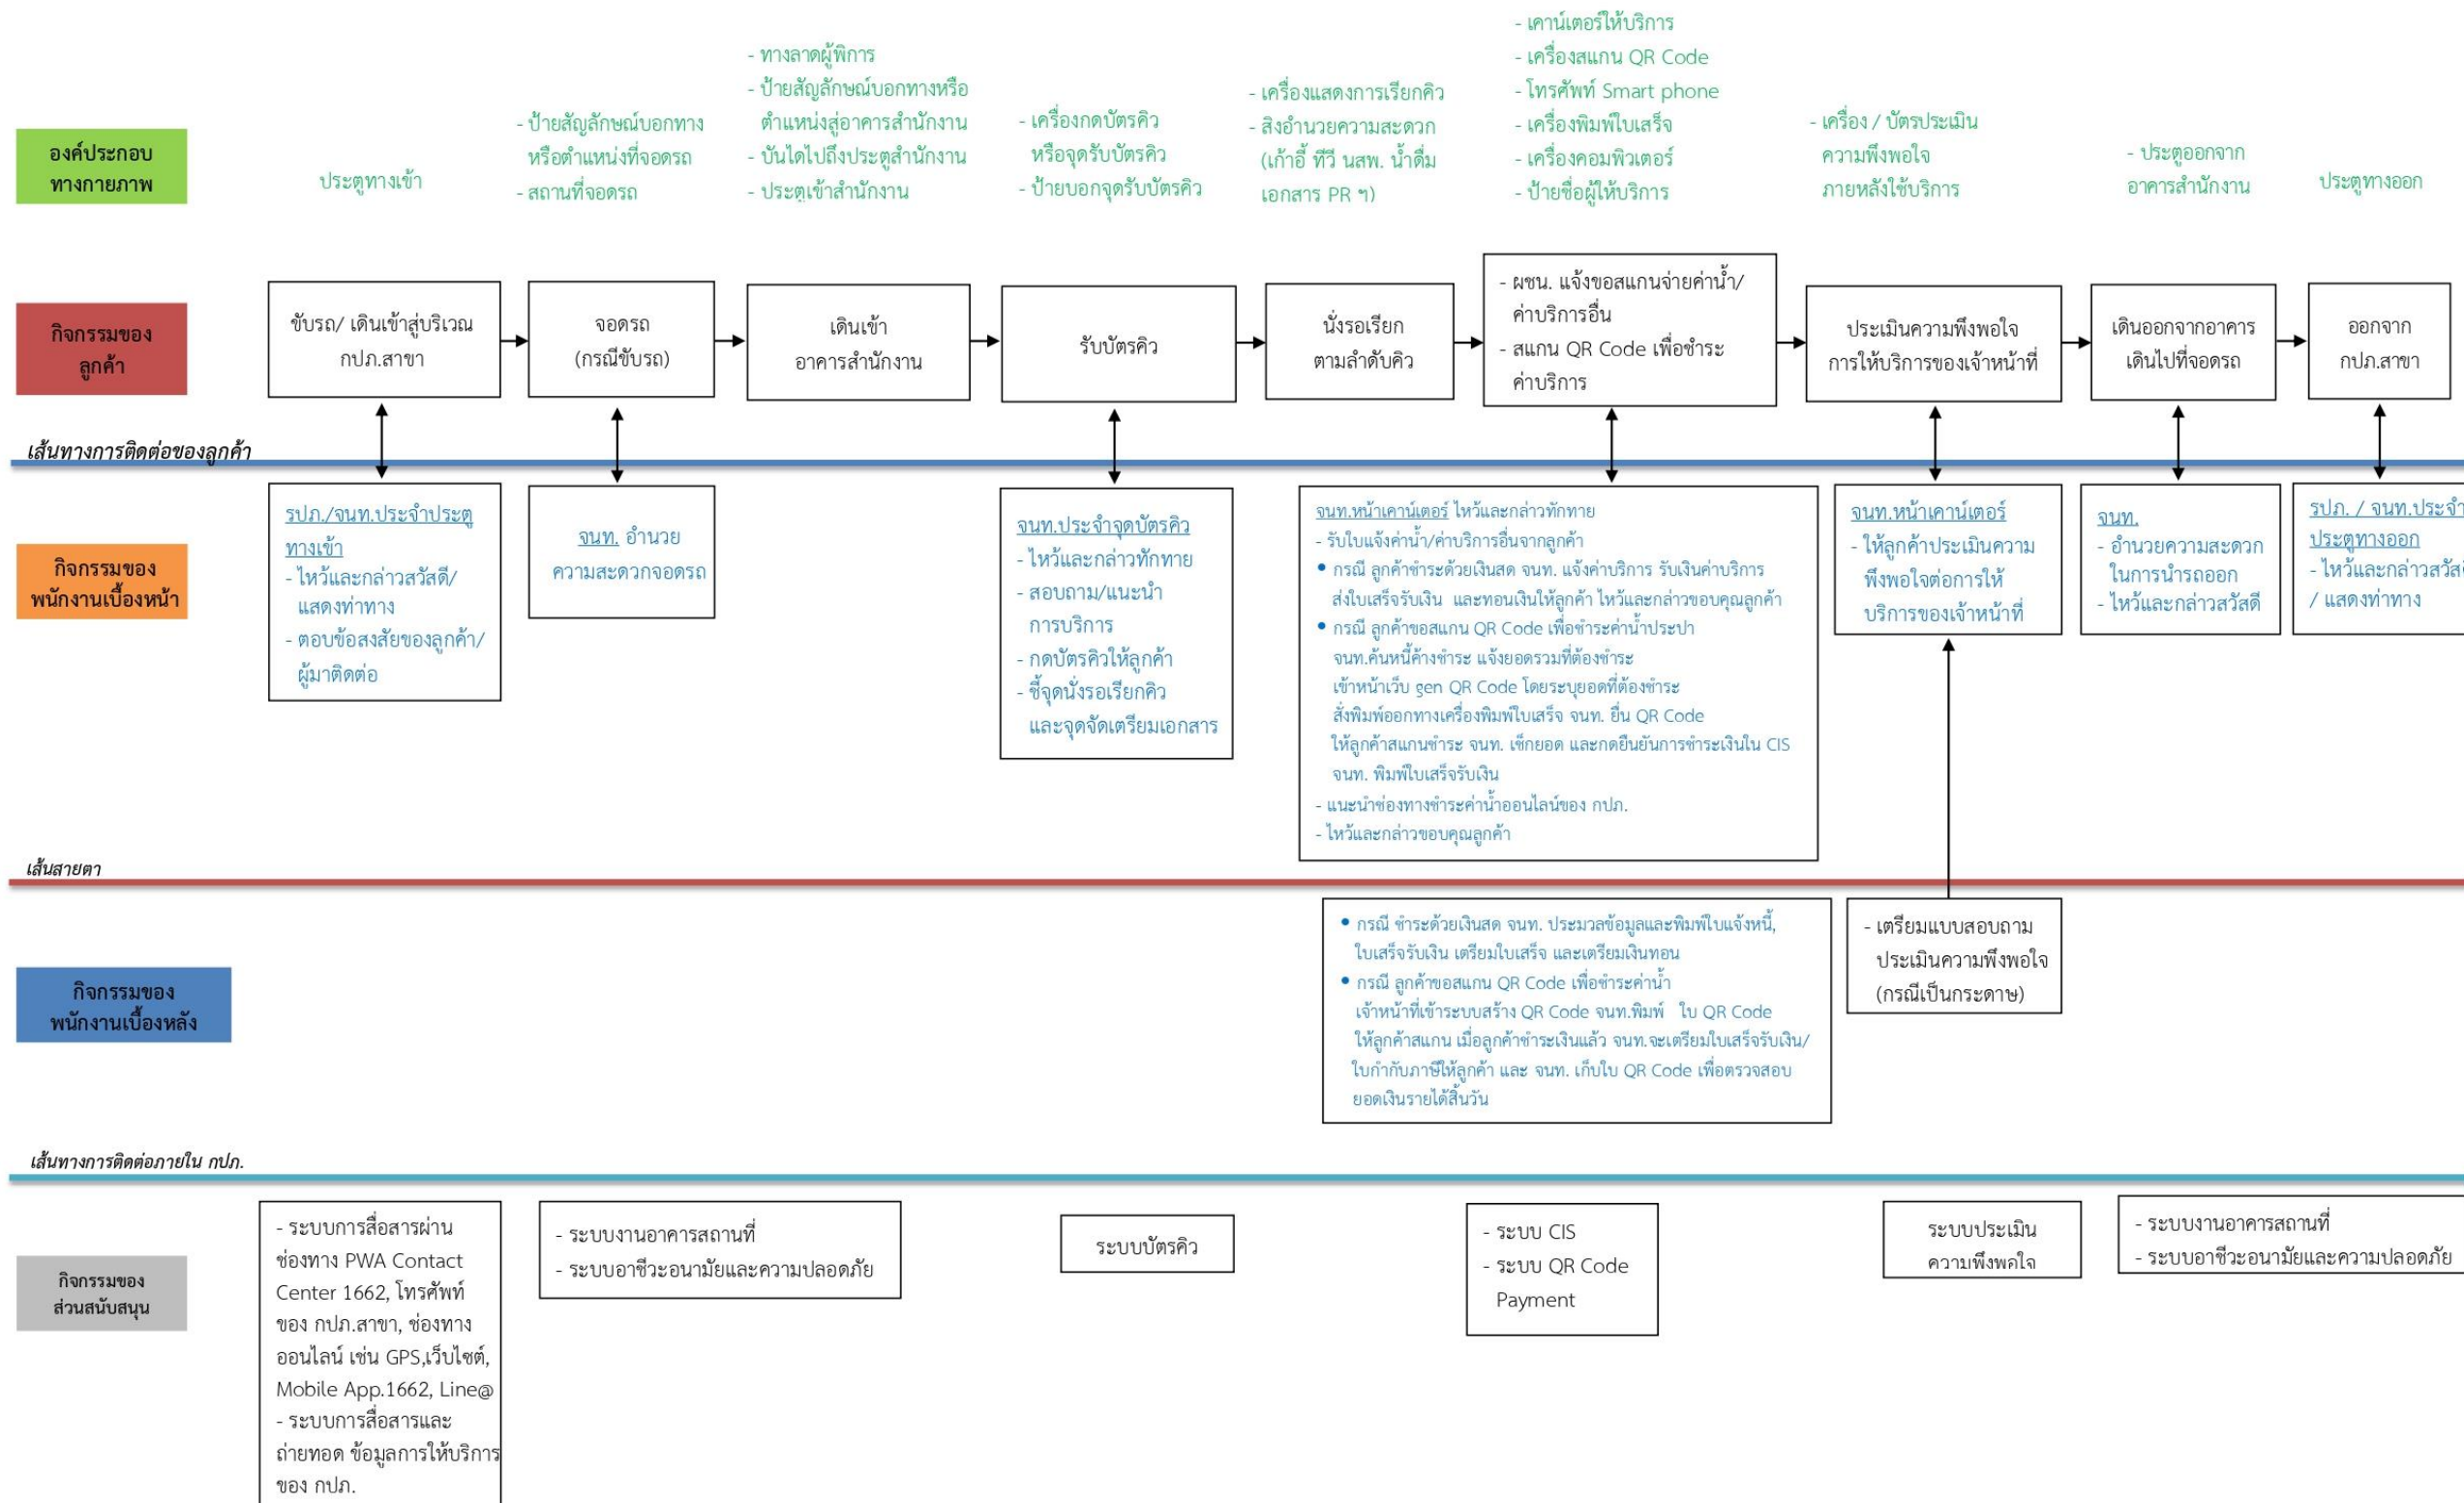 องค์ประกอบ
ทางกายภาพ
ประตูทางเข้า
- ป้ายสัญลักษณ์บอกทาง
หรือตำแหน่งที่จอดรถ
- สถานที่จอดรถ
- ทางลาดผู้พิการ
- ป้ายสัญลักษณ์บอกทางหรือ
ตำแหน่งสู่อาคารสำนักงาน
- บันไดไปถึงประตูสำนักงาน
- ประตูเข้าสำนักงาน
- เครื่องกดบัตรคิว
หรือจุดรับบัตรคิว
- ป้ายบอกจุดรับบัตรคิว
- เครื่องแสดงการเรียกคิว
- สิงอำนวยความสะดวก
(เก้าอี้ ทีวี นสพ. น้ำดื่ม
เอกสาร PR ฯ)
- เคาน์เตอร์ให้บริการ
- เครื่องสแกน QR Code
- โทรศัพท์ Smart phone
- เครื่องพิมพ์ใบเสร็จ
- เครื่องคอมพิวเตอร์
- ป้ายชื่อผู้ให้บริการ
- เครื่อง / บัตรประเมิน
ความพึงพอใจ
ภายหลังใช้บริการ
- ประตูออกจาก
อาคารสำนักงาน
ประตูทางออก
กิจกรรมของ
ลูกค้า
ขับรถ/ เดินเข้าสู่บริเวณ
กปภ.สาขา
จอดรถ
(กรณีขับรถ)
เดินเข้า
อาคารสำนักงาน
รับบัตรคิว
นั่งรอเรียก
ตามลำดับคิว
- ผชน. แจ้งขอสแกนจ่ายค่าน้ำ/
ค่าบริการอื่น
- สแกน QR Code เพื่อชำระ
ค่าบริการ
ประเมินความพึงพอใจ
การให้บริการของเจ้าหน้าที่
เดินออกจากอาคาร
เดินไปที่จอดรถ
ออกจาก
กปภ.สาขา
เส้นทางการติดต่อของลูกค้า
กิจกรรมของ
พนักงานเบื้องหน้า
รปภ./จนท.ประจำประตู
ทางเข้า
- ไหว้และกล่าวสวัสดี/
แสดงท่าทาง
- ตอบข้อสงสัยของลูกค้า/
ผู้มาติดต่อ
จนท. อำนวย
ความสะดวกจอดรถ
จนท.ประจำจุดบัตรคิว
- ไหว้และกล่าวทักทาย
- สอบถาม/แนะนำ
การบริการ
- กดบัตรคิวให้ลูกค้า
- ชี้จุดนั่งรอเรียกคิว
และจุดจัดเตรียมเอกสาร
จนท.หน้าเคาน์เตอร์ ไหว้และกล่าวทักทาย
- รับใบแจ้งค่าน้ำ/ค่าบริการอื่นจากลูกค้า
• กรณี ลูกค้าชำระด้วยเงินสด จนท. แจ้งค่าบริการ รับเงินค่าบริการ
ส่งใบเสร็จรับเงิน และทอนเงินให้ลูกค้า ไหว้และกล่าวขอบคุณลูกค้า
• กรณี ลูกค้าขอสแกน QR Code เพื่อชำระค่าน้ำประปา
จนท.ค้นหนี้ค้างชำระ แจ้งยอดรวมที่ต้องชำระ
เข้าหน้าเว็บ gen QR Code โดยระบุยอดที่ต้องชำระ
สั่งพิมพ์ออกทางเครื่องพิมพ์ใบเสร็จ จนท. ยื่น QR Code
ให้ลูกค้าสแกนชำระ จนท. เช็กยอด และกดยืนยันการชำระเงินใน CIS
จนท. พิมพ์ใบเสร็จรับเงิน
- แนะนำช่องทางชำระค่าน้ำออนไลน์ของ กปภ.
- ไหว้และกล่าวขอบคุณลูกค้า
จนท.หน้าเคาน์เตอร์
- ให้ลูกค้าประเมินความ
พึงพอใจต่อการให้
บริการของเจ้าหน้าที่
จนท.
- อำนวยความสะดวก
ในการนำรถออก
- ไหว้และกล่าวสวัสดี
รปภ. / จนท.ประจำ
ประตูทางออก
- ไหว้และกล่าวสวัสดี
/ แสดงท่าทาง
เส้นสายตา
กิจกรรมของ
พนักงานเบื้องหลัง
• กรณี ชำระด้วยเงินสด จนท. ประมวลข้อมูลและพิมพ์ใบแจ้งหนี้,
ใบเสร็จรับเงิน เตรียมใบเสร็จ และเตรียมเงินทอน
• กรณี ลูกค้าขอสแกน QR Code เพื่อชำระค่าน้ำ
เจ้าหน้าที่เข้าระบบสร้าง QR Code จนท.พิมพ์ ใบ QR Code
ให้ลูกค้าสแกน เมื่อลูกค้าชำระเงินแล้ว จนท.จะเตรียมใบเสร็จรับเงิน/
ใบกำกับภาษีให้ลูกค้า และ จนท. เก็บใบ QR Code เพื่อตรวจสอบ
ยอดเงินรายได้สิ้นวัน
- เตรียมแบบสอบถาม
ประเมินความพึงพอใจ
(กรณีเป็นกระดาษ)
เส้นทางการติดต่อภายใน กปภ.
กิจกรรมของ
ส่วนสนับสนุน
- ระบบการสื่อสารผ่าน
ช่องทาง PWA Contact
Center 1662, โทรศัพท์
ของ กปภ.สาขา, ช่องทาง
ออนไลน์ เช่น GPS,เว็บไซต์,
Mobile App.1662, Line@
- ระบบการสื่อสารและ
ถ่ายทอด ข้อมูลการให้บริการ
ของ กปภ.
- ระบบงานอาคารสถานที่
- ระบบอาชีวะอนามัยและความปลอดภัย
ระบบบัตรคิว
- ระบบ CIS
- ระบบ QR Code
Payment
ระบบประเมิน
ความพึงพอใจ
- ระบบงานอาคารสถานที่
- ระบบอาชีวะอนามัยและความปลอดภัย